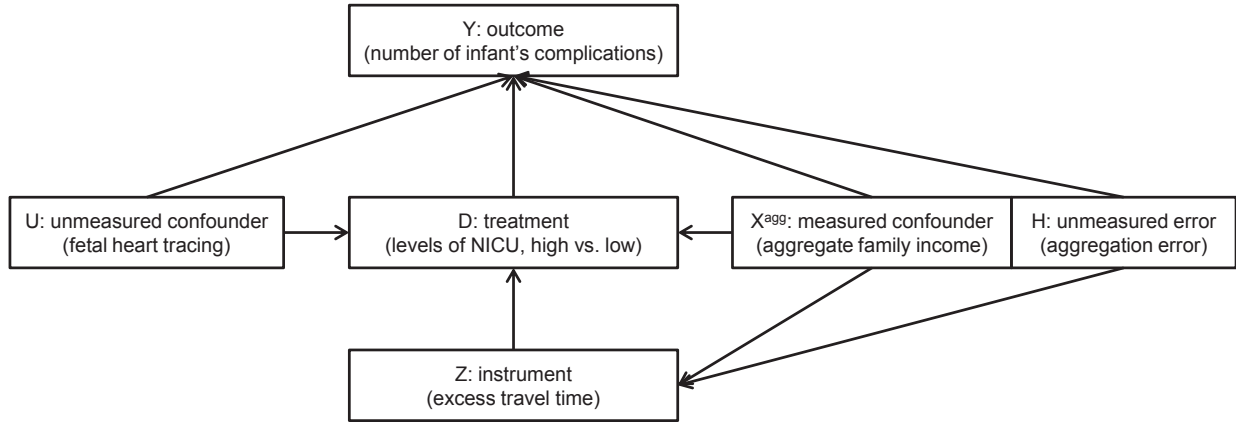 Y: outcome
(number of infant's complications)
U: unmeasured confounder
(fetal heart tracing)
D: treatment
(levels of NICU, high vs. low)
Xᵃᵍᵍ: measured confounder
(aggregate family income)
H: unmeasured error
(aggregation error)
Z: instrument
(excess travel time)